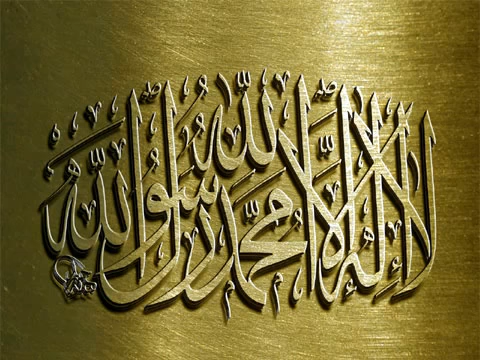 لا إله إلا الله محمد رسول الله